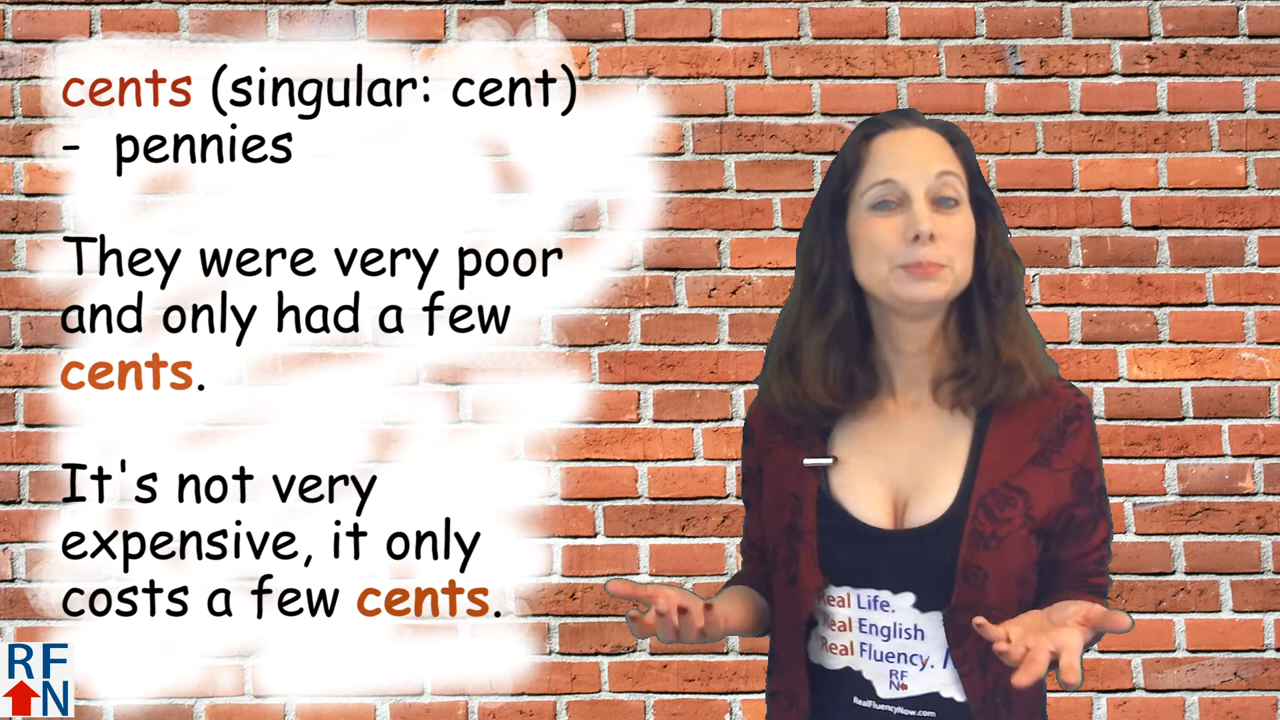 cents (singular: cent)
- pennies
They were very poor
and only had a few
cents.
It's not very
expensive, it only
costs a few cents.
Real Life.
Real English
Real Fluency.
RF
N
RealFluencyNow.com
RF
N